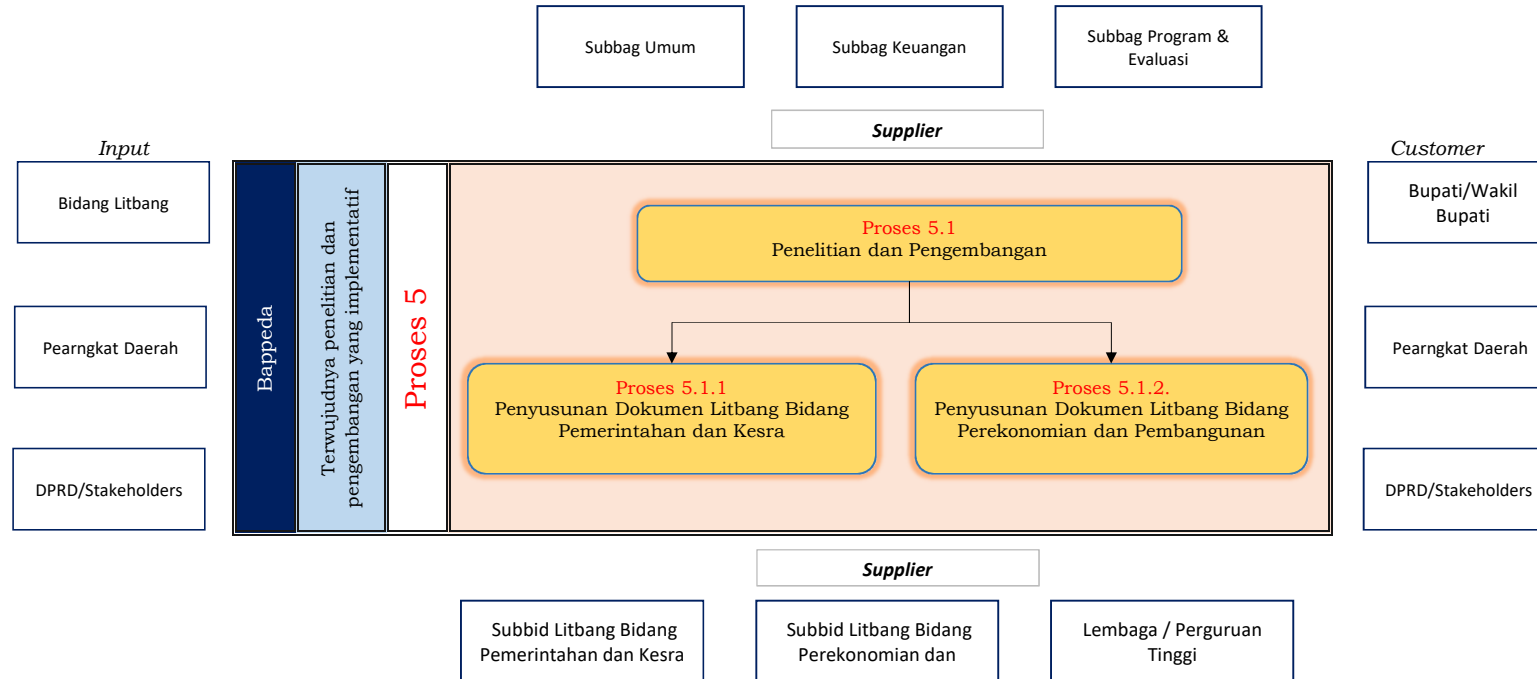 Subbag Umum
Subbag Keuangan
Subbag Program &
Evaluasi
Supplier
Input
Customer
Bidang Litbang
Pearngkat Daerah
DPRD/Stakeholders
Bappeda
Terwujudnya penelitian dan
pengembangan yang implementatif
Proses 5
Proses 5.1
Penelitian dan Pengembangan
Proses 5.1.1
Penyusunan Dokumen Litbang Bidang
Pemerintahan dan Kesra
Proses 5.1.2.
Penyusunan Dokumen Litbang Bidang
Perekonomian dan Pembangunan
Bupati/Wakil
Bupati
Pearngkat Daerah
DPRD/Stakeholders
Supplier
Subbid Litbang Bidang
Pemerintahan dan Kesra
Subbid Litbang Bidang
Perekonomian dan
Lembaga / Perguruan
Tinggi